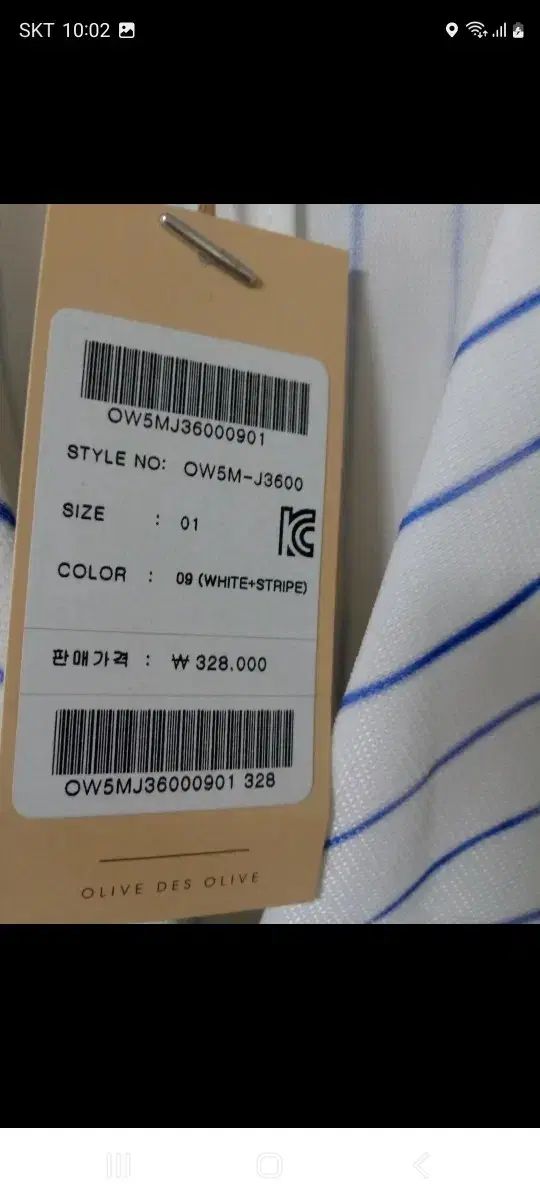 SKT 10:02
OW5MJ36000901
STYLE NO: OW5M-J3600
SIZE : 01
COLOR : 09 (WHITE+STRIPE)
판매가격 : ₩ 328.000
OW5MJ36000901 328
OLIVE DES OLIVE